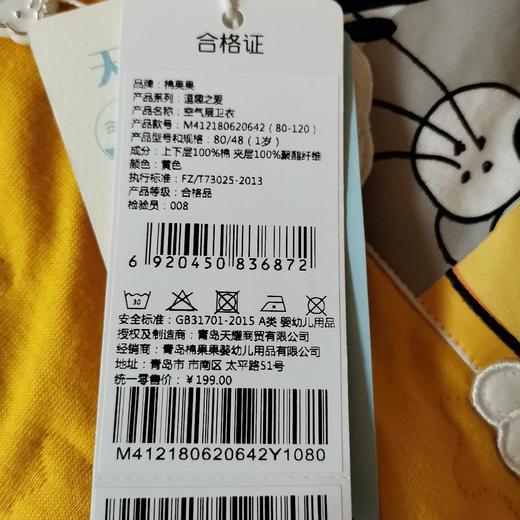 天
合格证
品牌：棉果果
产品系列：逗趣之爱
产品名称：空气层卫衣
产品款号：M412180620642（80-120）
产品型号和规格：80/48（1岁）
成分：上下层100%棉 夹层100%聚酯纤维
颜色：黄色
执行标准：FZ/T73025-2013
产品等级：合格品
检验员：008
6 920450 836872
30
安全标准：GB31701-2015 A类 婴幼儿用品
授权及制造商：青岛天耀商贸有限公司
经销商：青岛棉果果婴幼儿用品有限公司
地址：青岛市 市南区 太平路51号
统一零售价：￥199.00
M412180620642Y1080